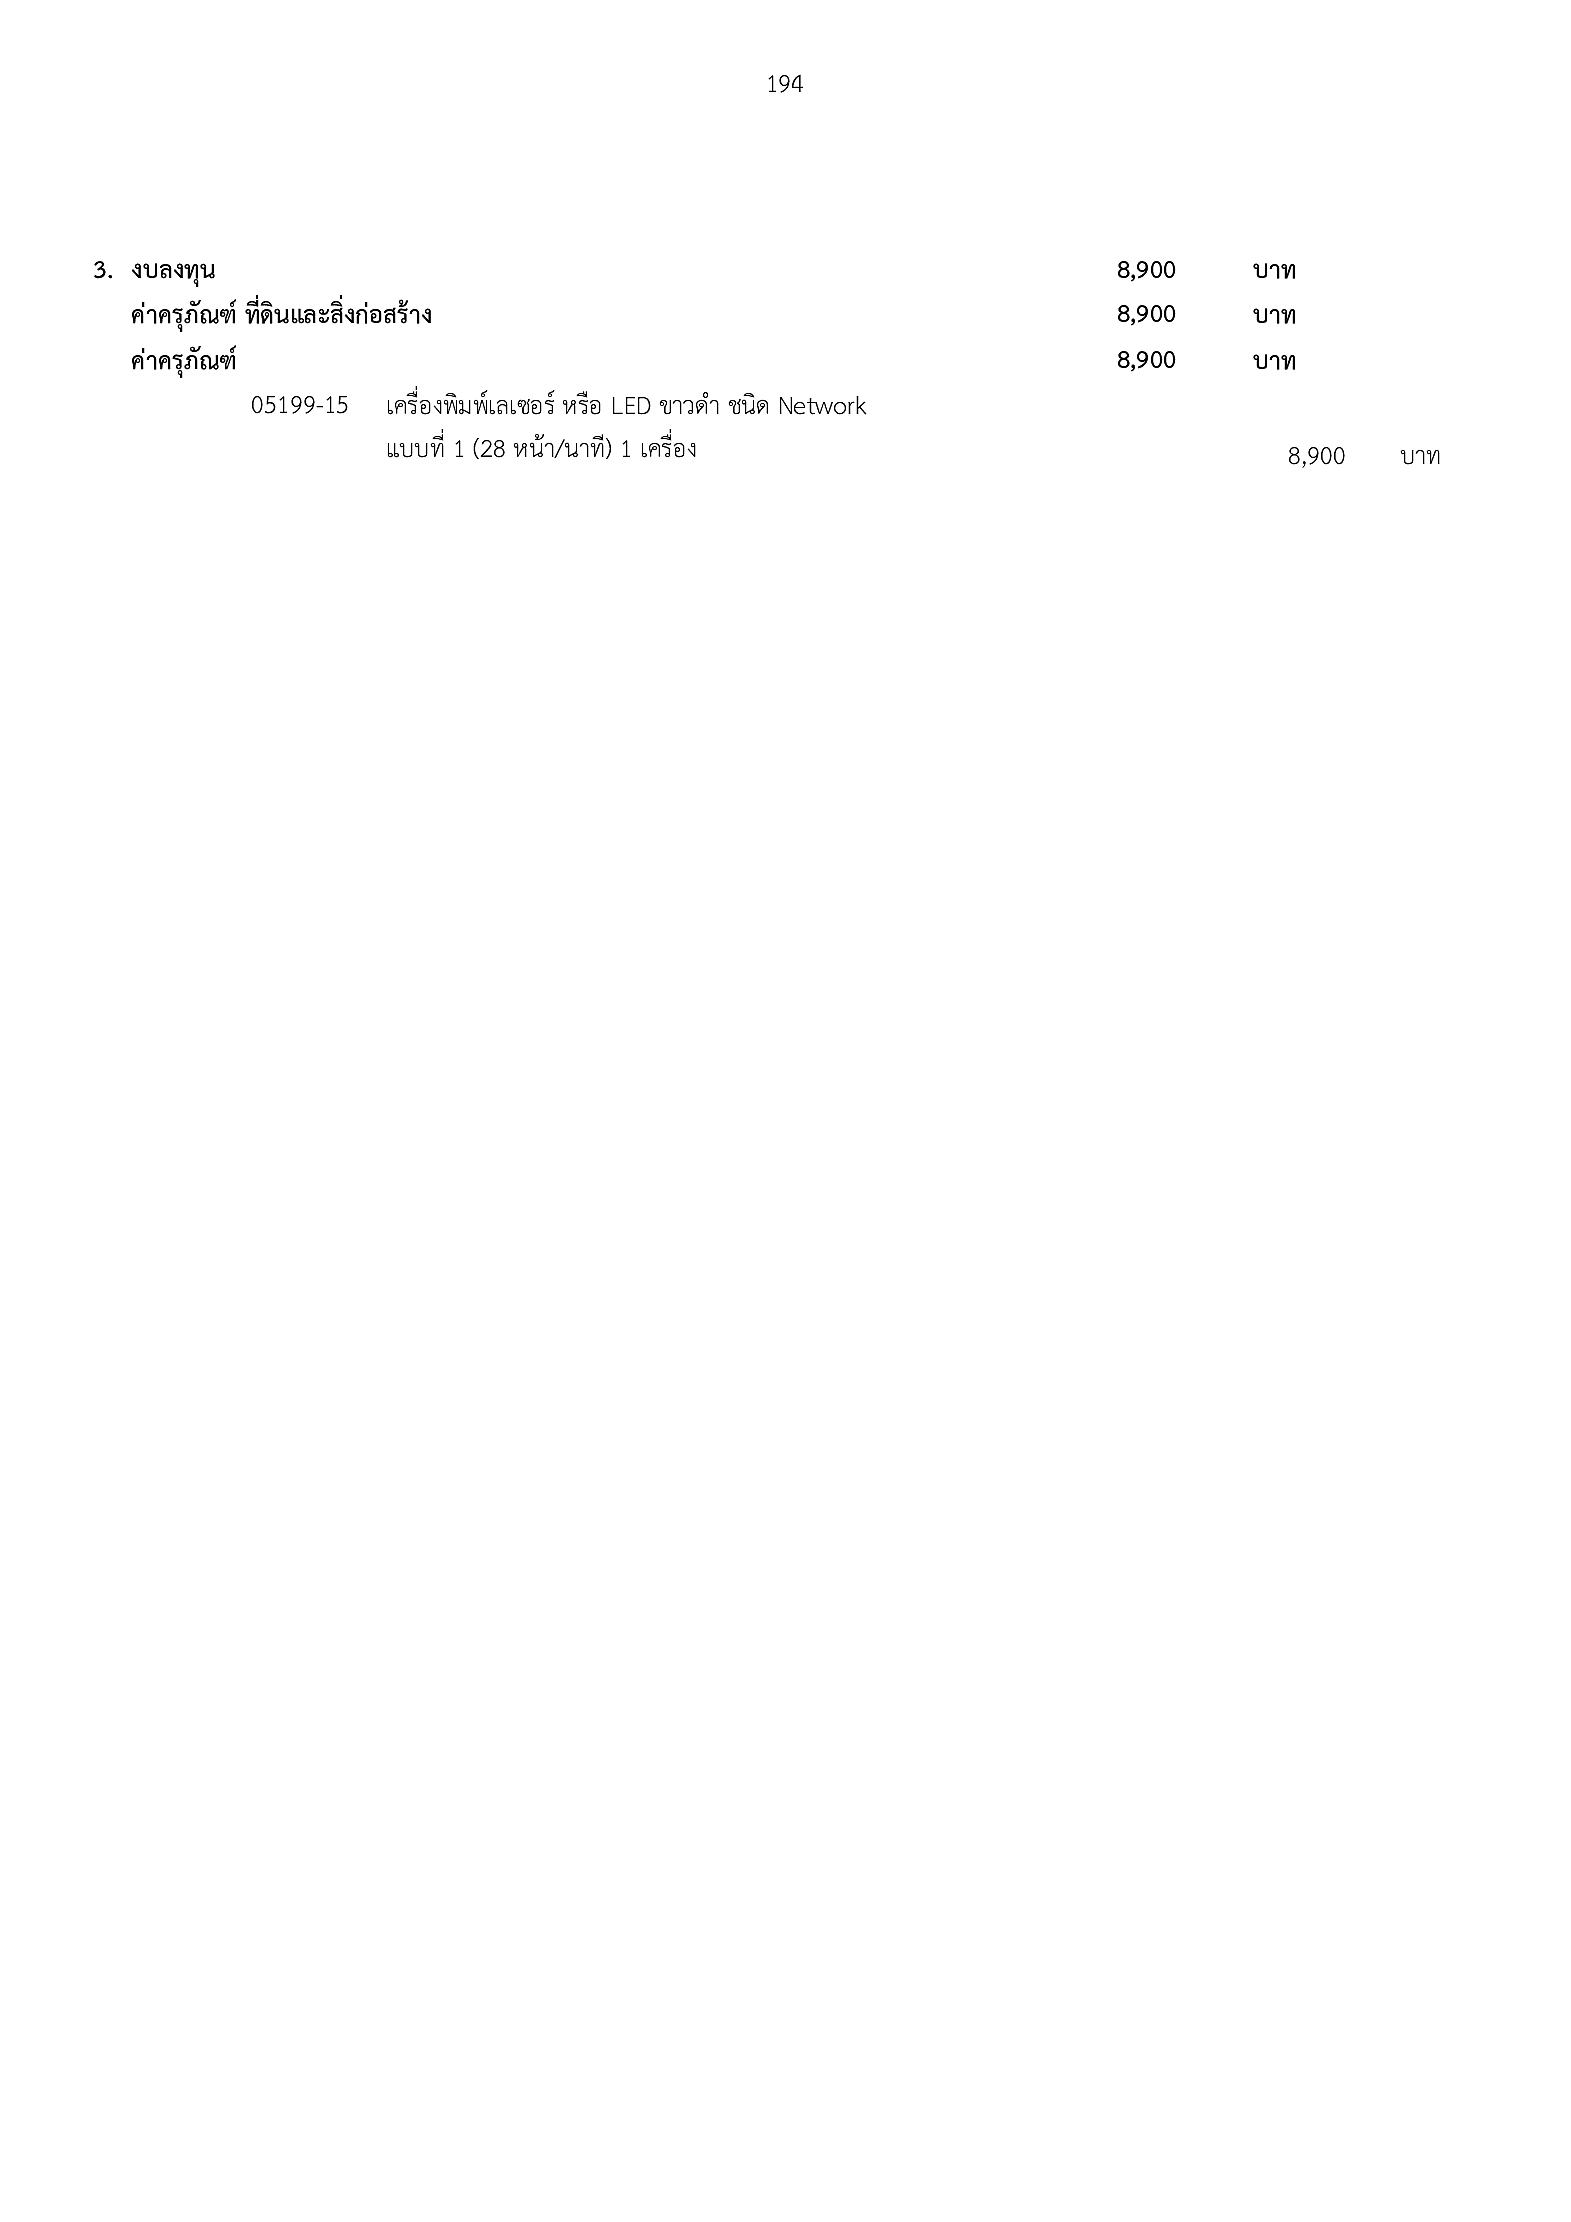 194
3. งบลงทุน 8,900 บาท
ค่าครุภัณฑ์ ที่ดินและสิ่งก่อสร้าง 8,900 บาท
ค่าครุภัณฑ์ 8,900 บาท
05199-15 เครื่องพิมพ์เลเซอร์ หรือ LED ขาวดำ ชนิด Network
แบบที่ 1 (28 หน้า/นาที) 1 เครื่อง 8,900 บาท